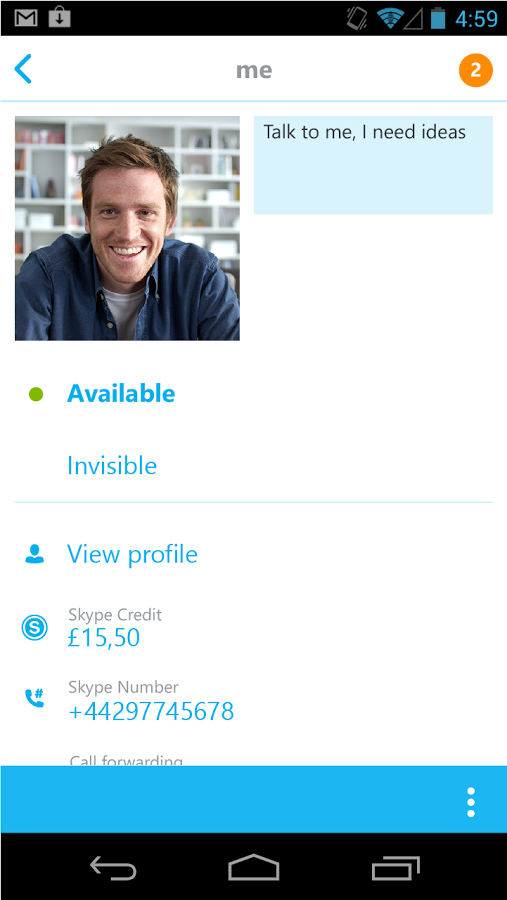 4:59
me
2
Talk to me, I need ideas
Available
Invisible
View profile
Skype Credit
£15,50
Skype Number
+44297745678
Call forwarding